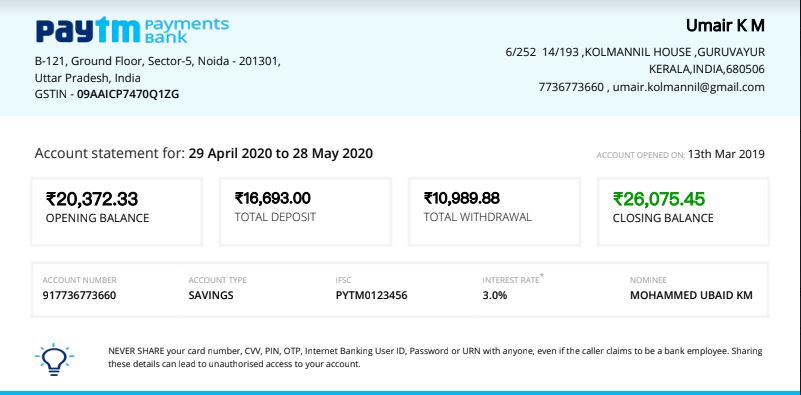 paytm Payments Bank
B-121, Ground Floor, Sector-5, Noida - 201301,
Uttar Pradesh, India
GSTIN - 09AAICP7470Q1ZG
Umair K M
6/252 14/193 ,KOLMANNIL HOUSE ,GURUVAYUR
KERALA,INDIA,680506
7736773660 , umair.kolmannil@gmail.com
Account statement for: 29 April 2020 to 28 May 2020
ACCOUNT OPENED ON: 13th Mar 2019
₹20,372.33
OPENING BALANCE
₹16,693.00
TOTAL DEPOSIT
₹10,989.88
TOTAL WITHDRAWAL
₹26,075.45
CLOSING BALANCE
ACCOUNT NUMBER
917736773660
ACCOUNT TYPE
SAVINGS
IFSC
PYTM0123456
INTEREST RATE*
3.0%
NOMINEE
MOHAMMED UBAID KM
NEVER SHARE your card number, CVV, PIN, OTP, Internet Banking User ID, Password or URN with anyone, even if the caller claims to be a bank employee. Sharing
these details can lead to unauthorised access to your account.